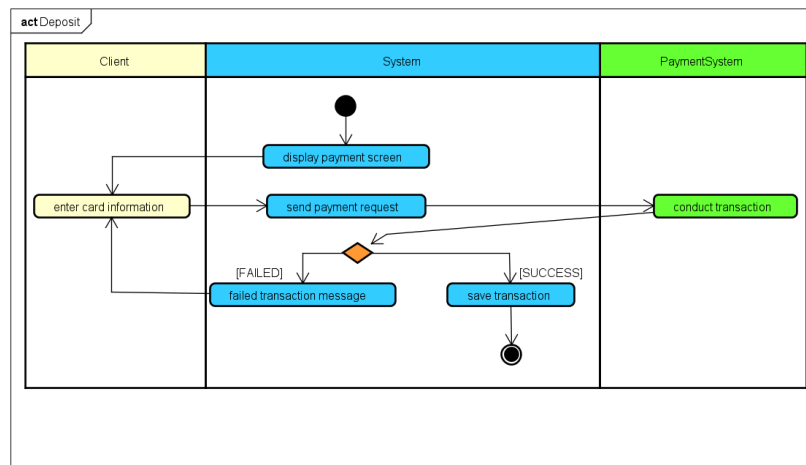 act Deposit
Client
System
PaymentSystem
display payment screen
enter card information
send payment request
conduct transaction
[FAILED]
[SUCCESS]
failed transaction message
save transaction